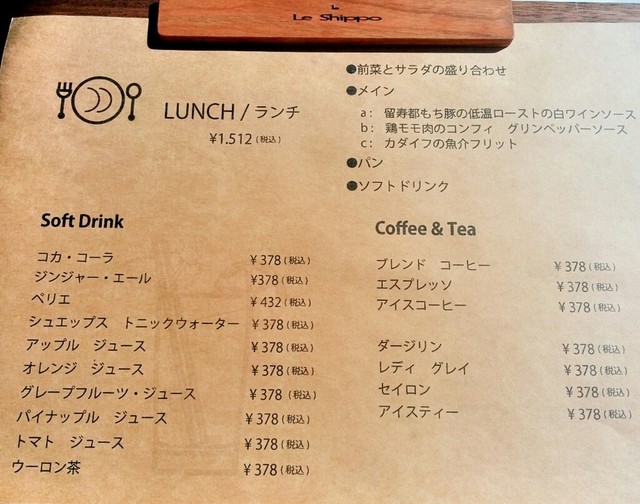 Le Shippo
LUNCH / ランチ
¥1.512 (税込)
●前菜とサラダの盛り合わせ
●メイン
a: 留寿都もち豚の低温ローストの白ワインソース
b: 鶏モモ肉のコンフィ グリンペッパーソース
c: カダイフの魚介フリット
●パン
●ソフトドリンク
Soft Drink
コカ・コーラ ¥378(税込)
ジンジャー・エール ¥378(税込)
ペリエ ¥432(税込)
シュエップス トニックウォーター ¥378(税込)
アップル ジュース ¥378(税込)
オレンジ ジュース ¥378(税込)
グレープフルーツ・ジュース ¥378(税込)
パイナップル ジュース ¥378(税込)
トマト ジュース ¥378(税込)
ウーロン茶 ¥378(税込)
Coffee & Tea
ブレンド コーヒー ¥378(税込)
エスプレッソ ¥378(税込)
アイスコーヒー ¥378(税込)
ダージリン ¥378(税込)
レディ グレイ ¥378(税込)
セイロン ¥378(税込)
アイスティー ¥378(税込)